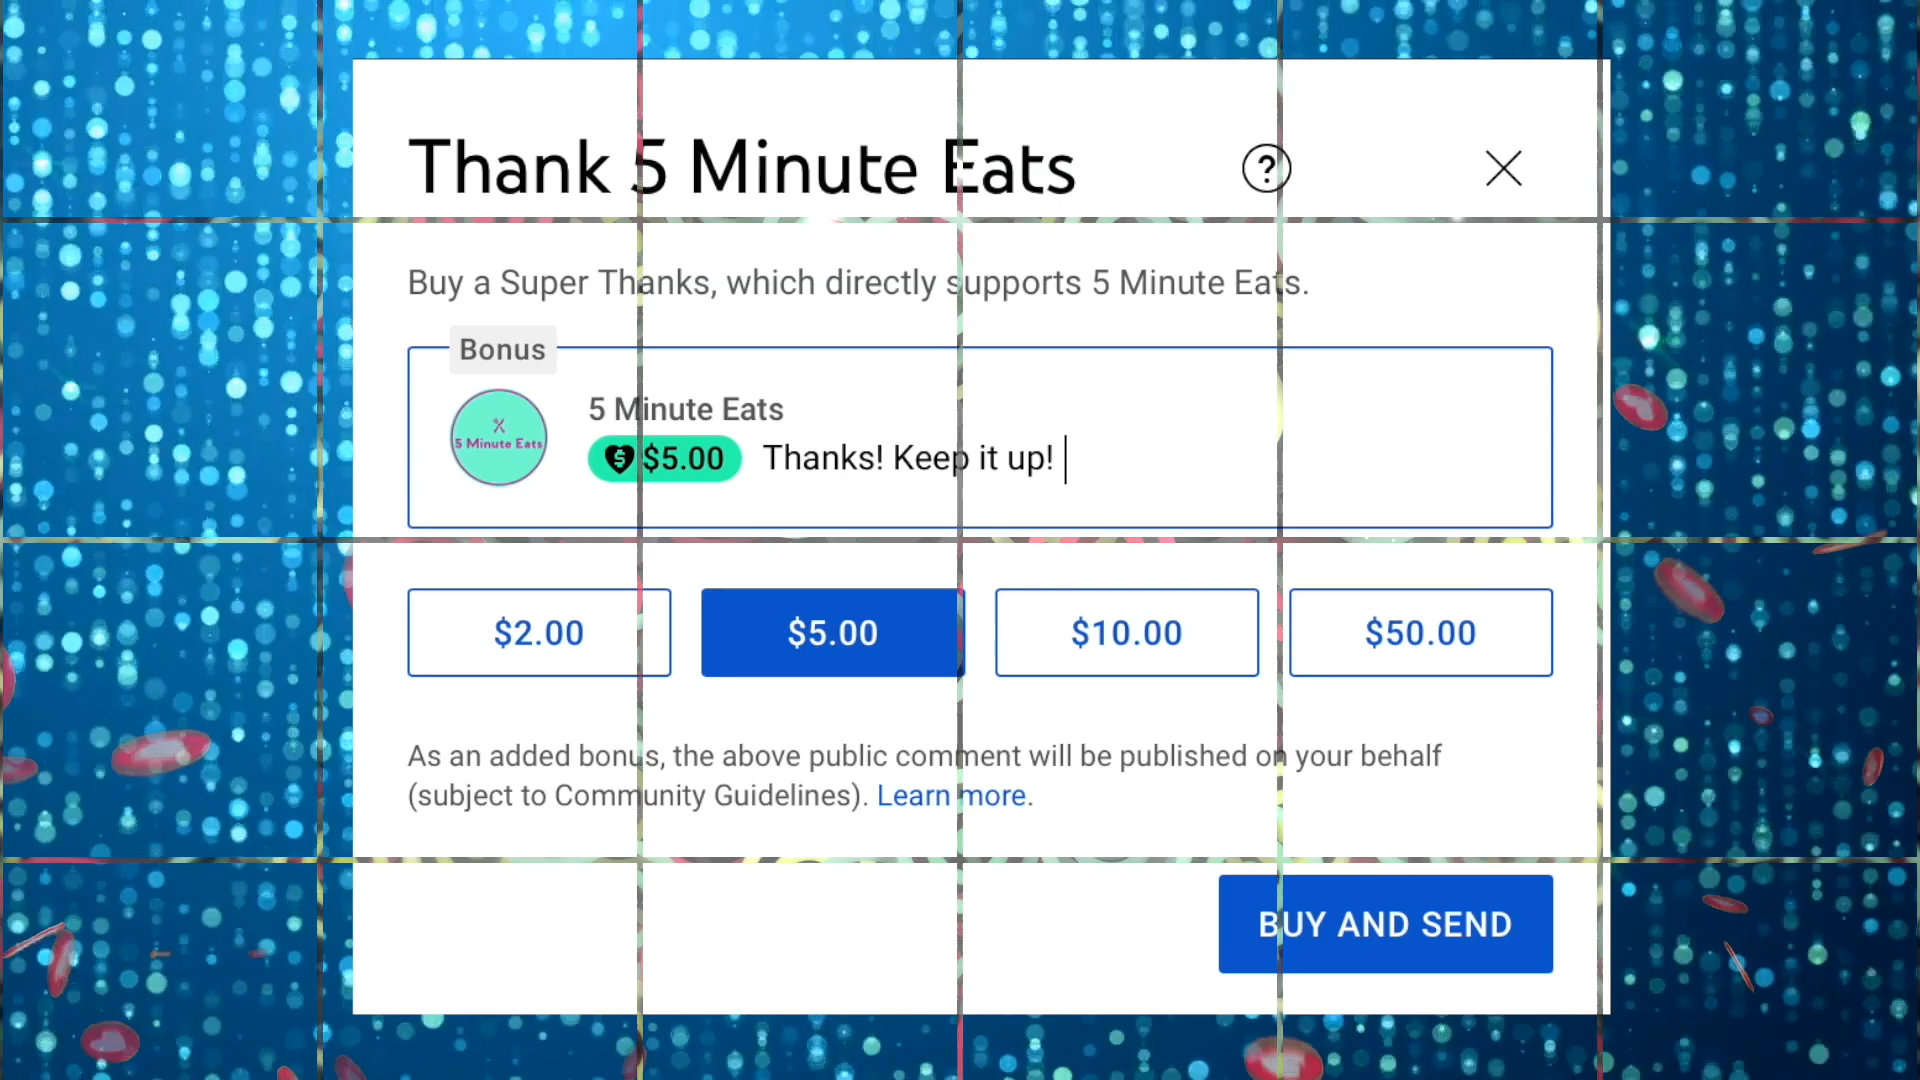 Thank 5 Minute Eats
?
Buy a Super Thanks, which directly supports 5 Minute Eats.
Bonus
5 Minute Eats
5 Minute Eats
$ $5.00 Thanks! Keep it up!
$2.00 $5.00 $10.00 $50.00
As an added bonus, the above public comment will be published on your behalf
(subject to Community Guidelines). Learn more.
BUY AND SEND